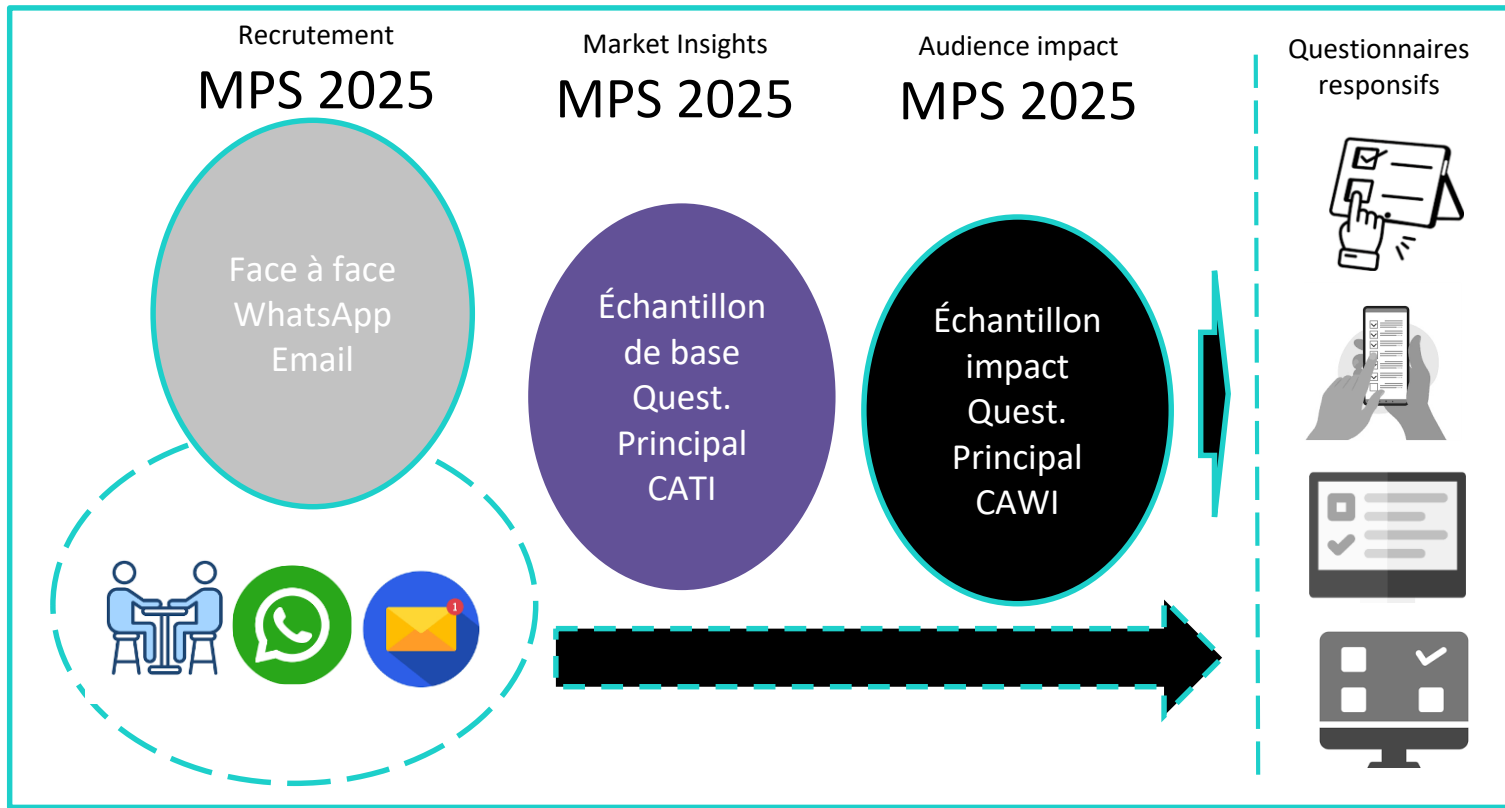 Recrutement
MPS 2025
Market Insights
MPS 2025
Audience impact
MPS 2025
Questionnaires
responsifs
Face à face
WhatsApp
Email
Échantillon
de base
Quest.
Principal
CATI
Échantillon
impact
Quest.
Principal
CAWI
1